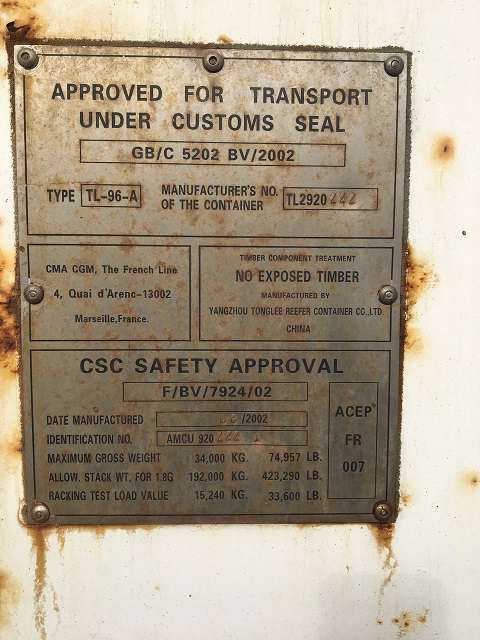 APPROVED FOR TRANSPORT
UNDER CUSTOMS SEAL
GB/C 5202 BV/2002
TYPE TL-96-A
MANUFACTURER'S NO.
OF THE CONTAINER
TL2920
CMA CGM, The French Line
4, Quai d'Arenc-13002
Marseille,France.
TIMBER COMPONENT TREATMENT
NO EXPOSED TIMBER
MANUFACTURED BY
YANGZHOU TONGLEE REEFER CONTAINER CO.,LTD
CHINA
CSC SAFETY APPROVAL
F/BV/7924/02
DATE MANUFACTURED /2002
IDENTIFICATION NO. AMCU 920
MAXIMUM GROSS WEIGHT 34,000 KG. 74,957 LB.
ALLOW. STACK WT. FOR 1.8G 192,000 KG. 423,290 LB.
RACKING TEST LOAD VALUE 15,240 KG. 33,600 LB.
ACEP
FR
007